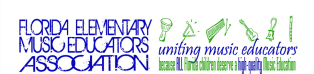 FLORIDA ELEMENTARY
MUSIC EDUCATORS
ASSOCIATION
uniting music educators
because ALL Florida children deserve a high-quality Music Education